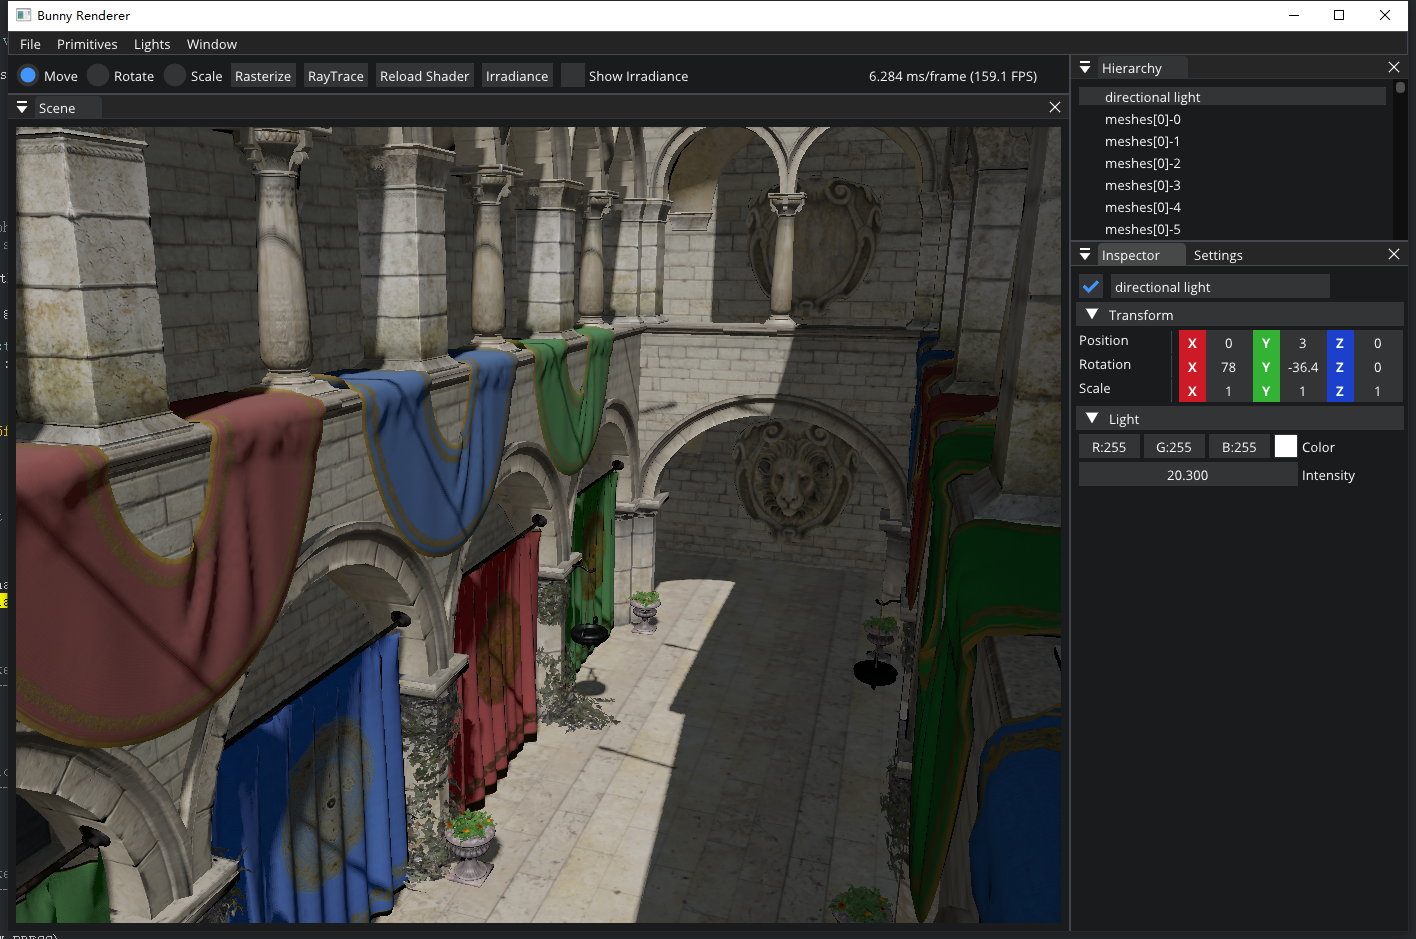 Bunny Renderer
File Primitives Lights Window
Move Rotate Scale Rasterize RayTrace Reload Shader Irradiance Show Irradiance 6.284 ms/frame (159.1 FPS)
Scene
Hierarchy
directional light
meshes[0]-0
meshes[0]-1
meshes[0]-2
meshes[0]-3
meshes[0]-4
meshes[0]-5
Inspector Settings
directional light
Transform
Position X 0 Y 3 Z 0
Rotation X 78 Y -36.4 Z 0
Scale X 1 Y 1 Z 1
Light
R:255 G:255 B:255 Color
20.300 Intensity